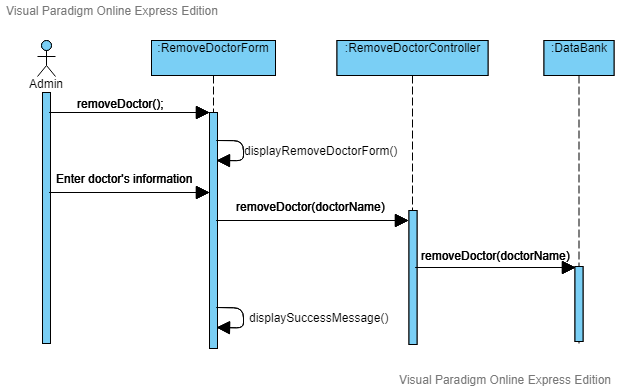 Visual Paradigm Online Express Edition
:RemoveDoctorForm
:RemoveDoctorController
:DataBank
Admin
removeDoctor();
displayRemoveDoctorForm()
Enter doctor's information
removeDoctor(doctorName)
removeDoctor(doctorName)
displaySuccessMessage()
Visual Paradigm Online Express Edition